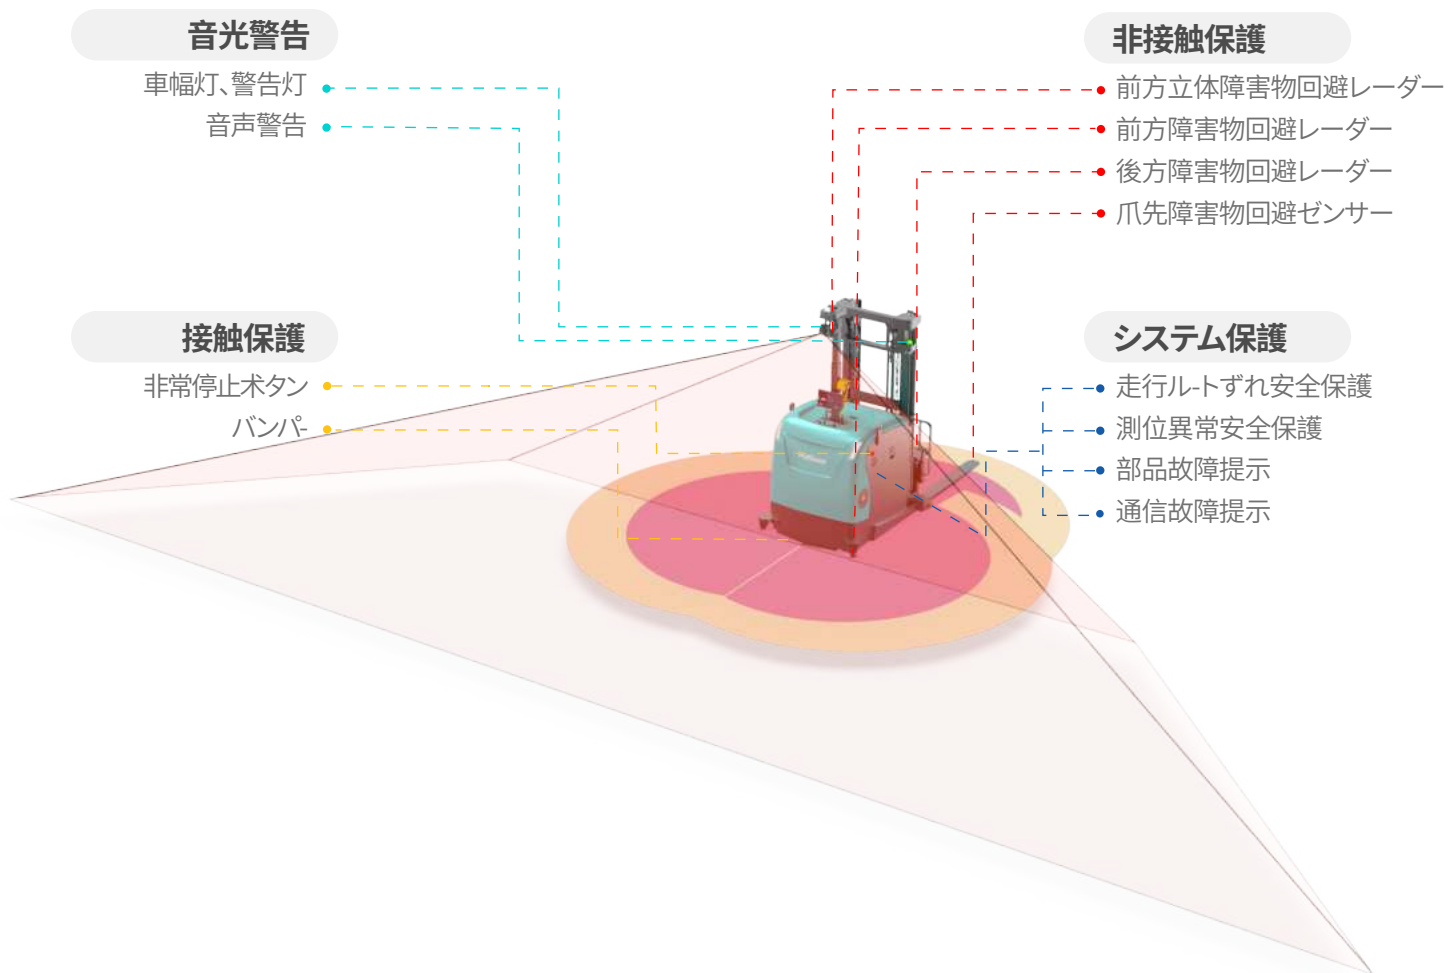 音光警告
車幅灯、警告灯
音声警告
接触保護
非常停止术タン
バンパ-
非接触保護
前方立体障害物回避レーダー
前方障害物回避レーダー
後方障害物回避レーダー
爪先障害物回避ゼンサー
システム保護
走行ル-トずれ安全保護
測位異常安全保護
部品故障提示
通信故障提示